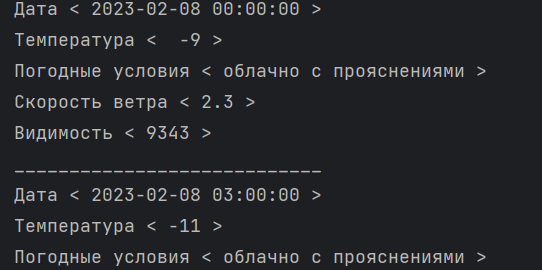 Дата < 2023-02-08 00:00:00 >
Температура <  -9 >
Погодные условия < облачно с прояснениями >
Скорость ветра < 2.3 >
Видимость < 9343 >
____________________________
Дата < 2023-02-08 03:00:00 >
Температура < -11 >
Погодные условия < облачно с прояснениями >